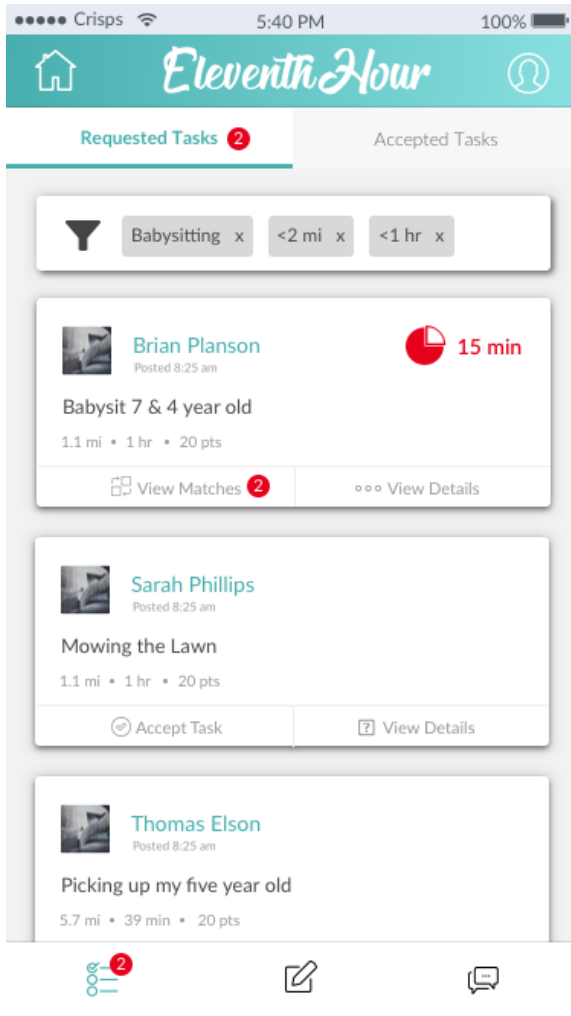 Crisps 5:40 PM 100%
Eleventh Hour
Requested Tasks 2 Accepted Tasks
Babysitting x <2 mi x <1 hr x
Brian Planson 15 min
Posted 8:25 am
Babysit 7 & 4 year old
1.1 mi • 1 hr • 20 pts
View Matches 2 View Details
Sarah Phillips
Posted 8:25 am
Mowing the Lawn
1.1 mi • 1 hr • 20 pts
Accept Task ? View Details
Thomas Elson
Posted 8:25 am
Picking up my five year old
5.7 mi • 39 min • 20 pts
2